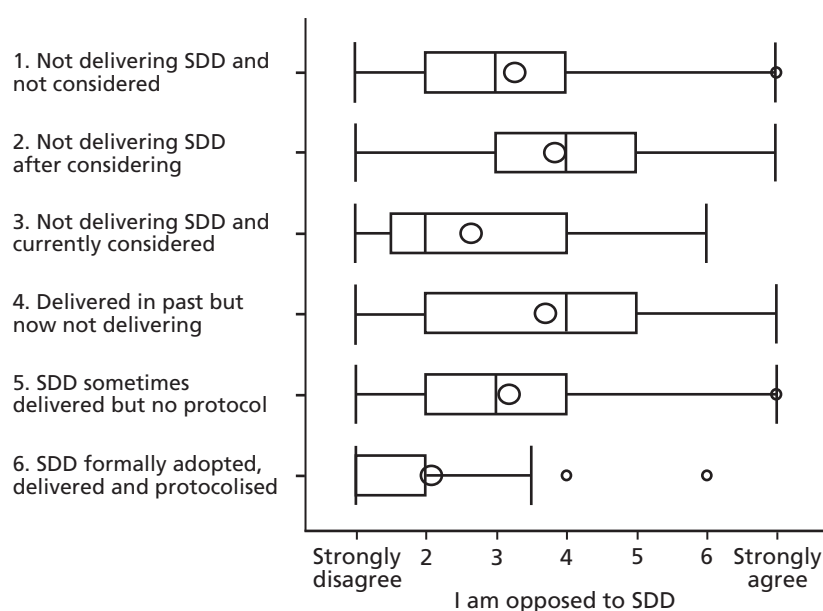 1. Not delivering SDD and
not considered
2. Not delivering SDD
after considering
3. Not delivering SDD and
currently considered
4. Delivered in past but
now not delivering
5. SDD sometimes
delivered but no protocol
6. SDD formally adopted,
delivered and protocolised
Strongly disagree
2
3
4
5
6
Strongly agree
I am opposed to SDD